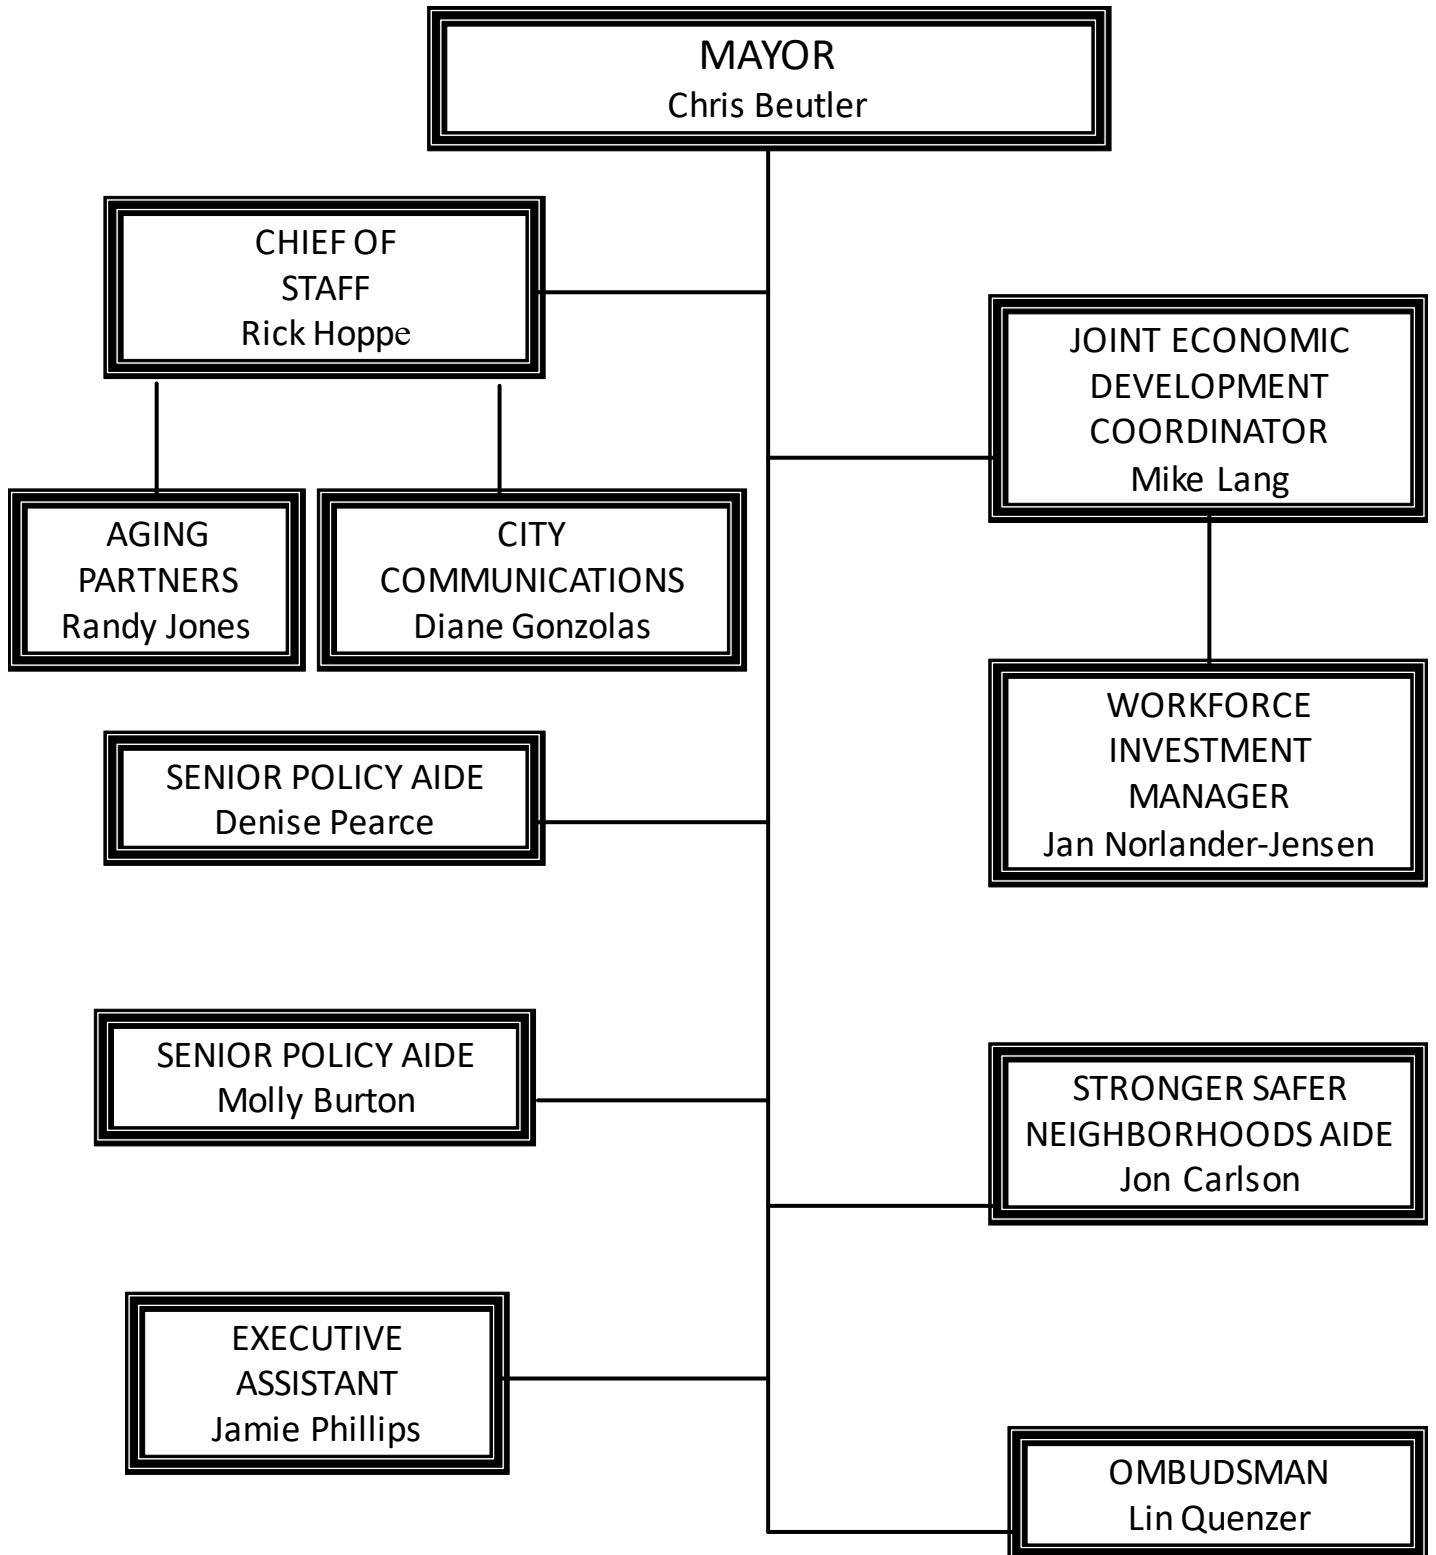 MAYOR
Chris Beutler
CHIEF OF
STAFF
Rick Hoppe
JOINT ECONOMIC
DEVELOPMENT
COORDINATOR
Mike Lang
AGING
PARTNERS
Randy Jones
CITY
COMMUNICATIONS
Diane Gonzolas
WORKFORCE
INVESTMENT
MANAGER
Jan Norlander-Jensen
SENIOR POLICY AIDE
Denise Pearce
SENIOR POLICY AIDE
Molly Burton
STRONGER SAFER
NEIGHBORHOODS AIDE
Jon Carlson
EXECUTIVE
ASSISTANT
Jamie Phillips
OMBUDSMAN
Lin Quenzer